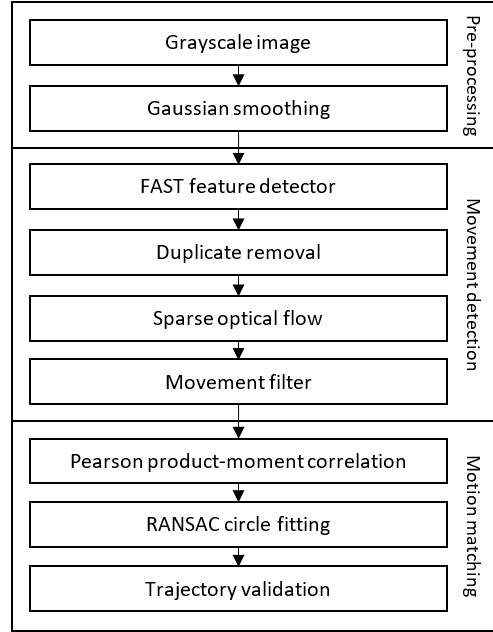 Grayscale image
Gaussian smoothing
Pre-processing
FAST feature detector
Duplicate removal
Sparse optical flow
Movement filter
Movement detection
Pearson product-moment correlation
RANSAC circle fitting
Trajectory validation
Motion matching